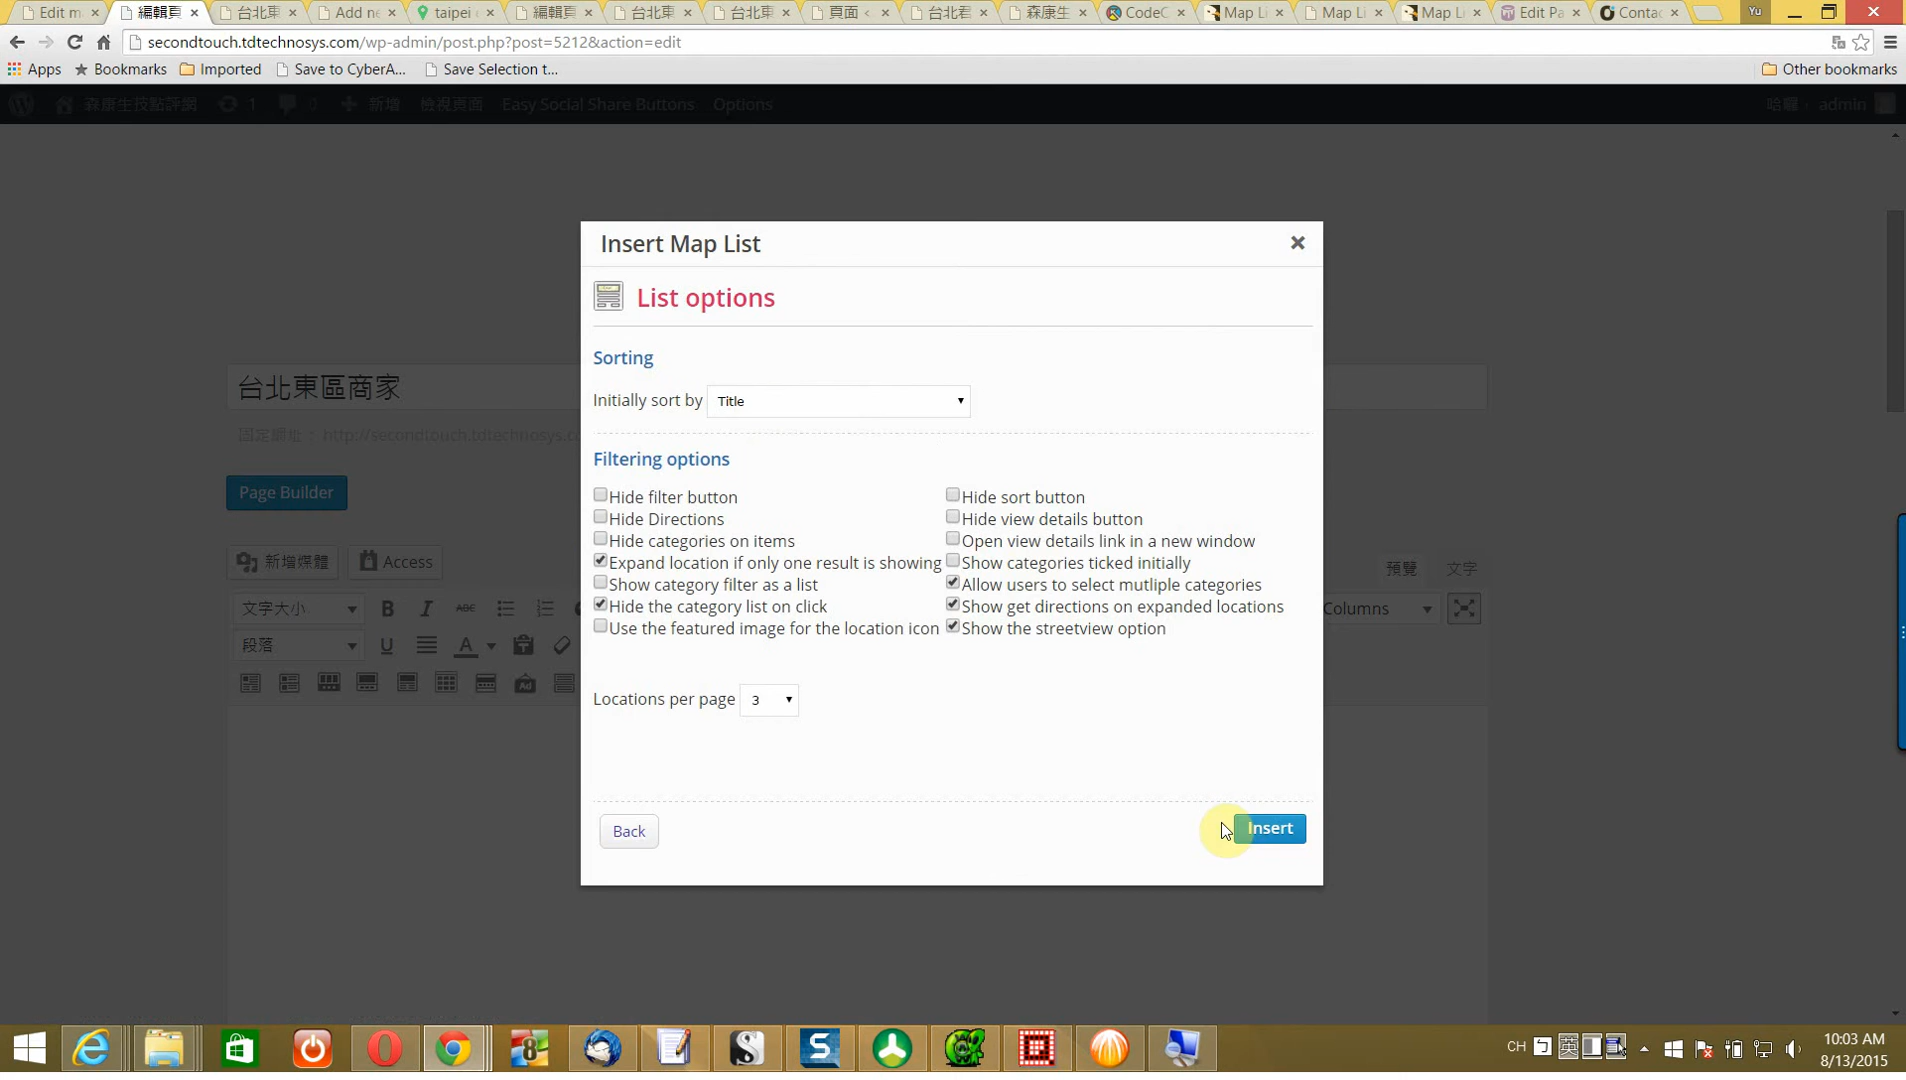 Edit m
編輯頁
台北東
Add ne
taipei e
編輯頁
台北東
台北東
頁面 <
台北君
森康生
CodeC
Map Li
Map Li
Map Li
Edit Pa
Contac
Yu
secondtouch.tdtechnosys.com/wp-admin/post.php?post=5212&action=edit
Apps
Bookmarks
Imported
Save to CyberA...
Save Selection t...
Other bookmarks
森康生技點評網
1
0
新增
檢視頁面
Easy Social Share Buttons
Options
哈囉，
admin
Insert Map List
List options
Sorting
台北東區商家
Initially sort by
Title
固定網址： http://secondtouch.tdtechnosys.co
Filtering options
Page Builder
Hide filter button
Hide sort button
Hide Directions
Hide view details button
Hide categories on items
Open view details link in a new window
Expand location if only one result is showing
Show categories ticked initially
新增媒體
Access
預覽
文字
Show category filter as a list
Allow users to select mutliple categories
文字大小
B
I
ABC
Hide the category list on click
Show get directions on expanded locations
Columns
Use the featured image for the location icon
Show the streetview option
段落
U
A
Ad
Locations per page
3
Back
Insert
8
S
S
CH
英
10:03 AM
8/13/2015